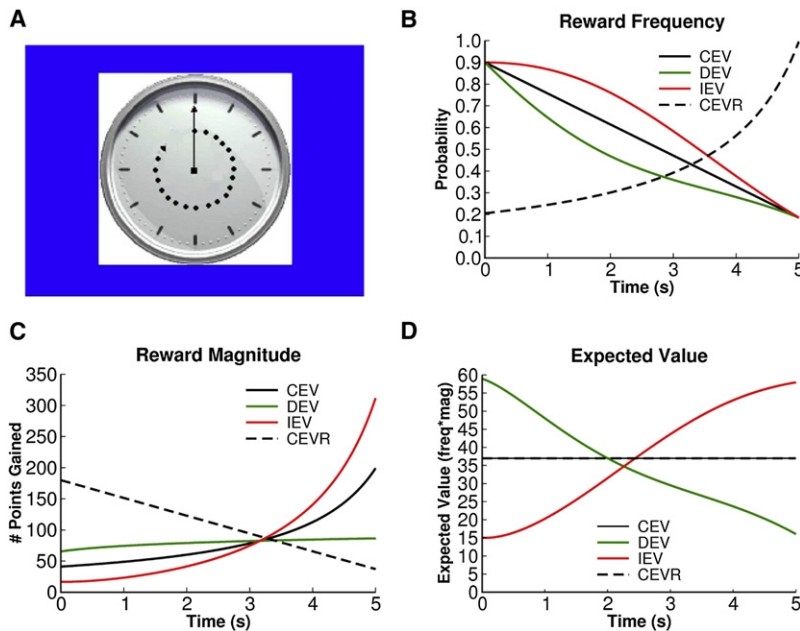 A
B
Reward Frequency
1.0
0.9
0.8
0.7
0.6
0.5
0.4
0.3
0.2
0.1
0.0
Probability
CEV
DEV
IEV
CEVR
0 1 2 3 4 5
Time (s)
C
Reward Magnitude
350
300
250
200
150
100
50
0
# Points Gained
CEV
DEV
IEV
CEVR
0 1 2 3 4 5
Time (s)
D
Expected Value
60
55
50
45
40
35
30
25
20
15
10
5
0
Expected Value (freq*mag)
CEV
DEV
IEV
CEVR
0 1 2 3 4 5
Time (s)